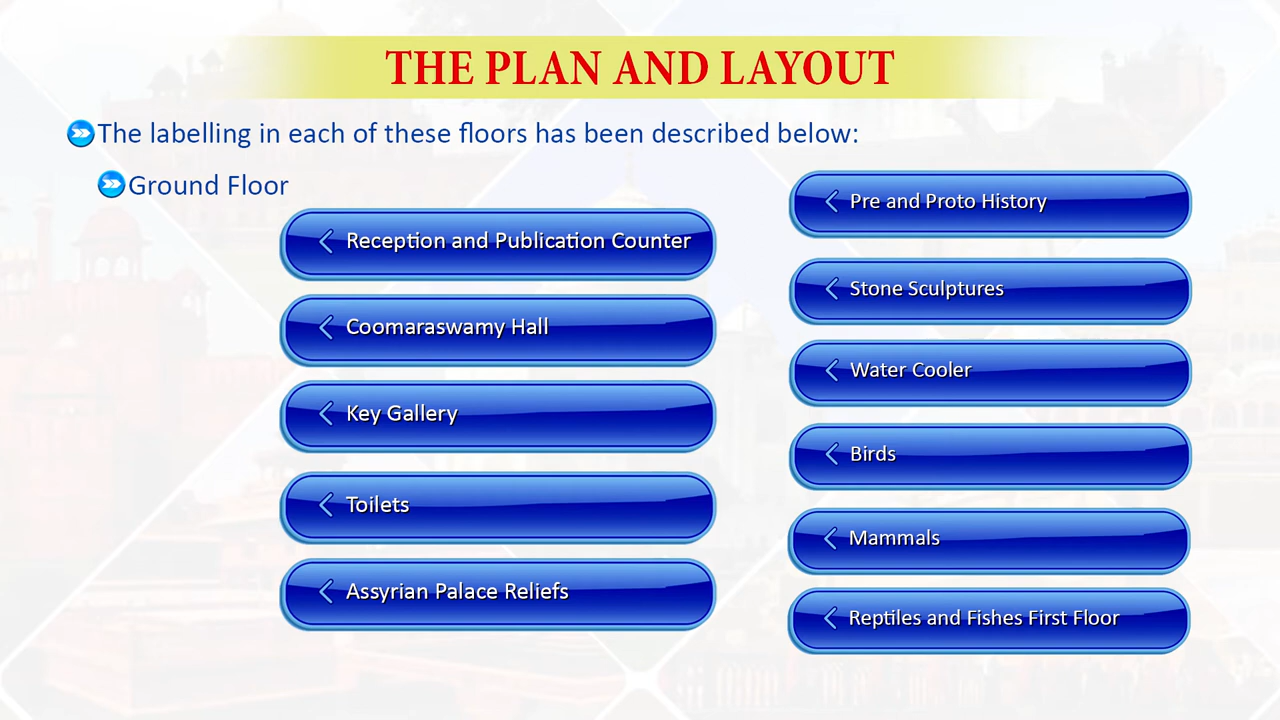 THE PLAN AND LAYOUT
The labelling in each of these floors has been described below:
Ground Floor
Reception and Publication Counter
Coomaraswamy Hall
Key Gallery
Toilets
Assyrian Palace Reliefs
Pre and Proto History
Stone Sculptures
Water Cooler
Birds
Mammals
Reptiles and Fishes First Floor